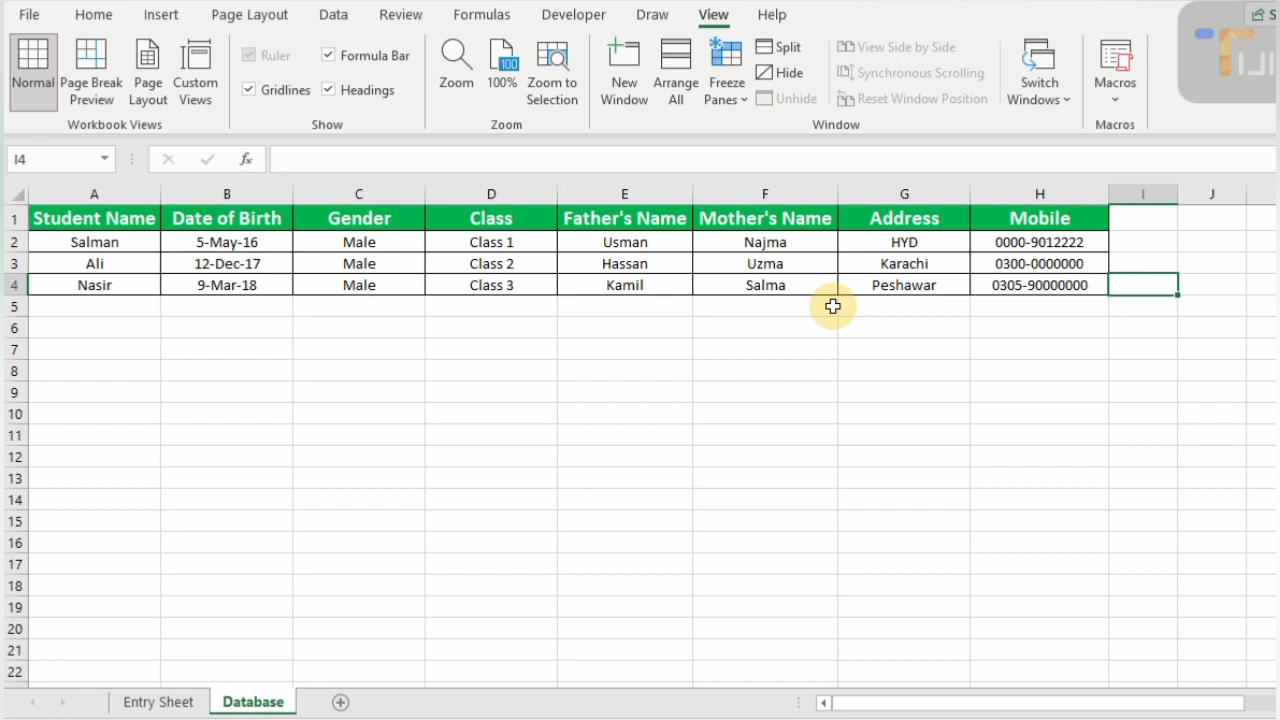 File Home Insert Page Layout Data Review Formulas Developer Draw View Help
Normal Page Break Preview Page Layout Custom Views
Workbook Views
Ruler Formula Bar
Gridlines Headings
Show
Zoom 100% Zoom to Selection
Zoom
New Window Arrange All Freeze Panes
Split
Hide
Unhide
View Side by Side
Synchronous Scrolling
Reset Window Position
Switch Windows
Window
Macros
Macros
I4 fx
A B C D E F G H I J
1 Student Name Date of Birth Gender Class Father's Name Mother's Name Address Mobile
2 Salman 5-May-16 Male Class 1 Usman Najma HYD 0000-9012222
3 Ali 12-Dec-17 Male Class 2 Hassan Uzma Karachi 0300-0000000
4 Nasir 9-Mar-18 Male Class 3 Kamil Salma Peshawar 0305-90000000
5
6
7
8
9
10
11
12
13
14
15
16
17
18
19
20
21
22
Entry Sheet Database